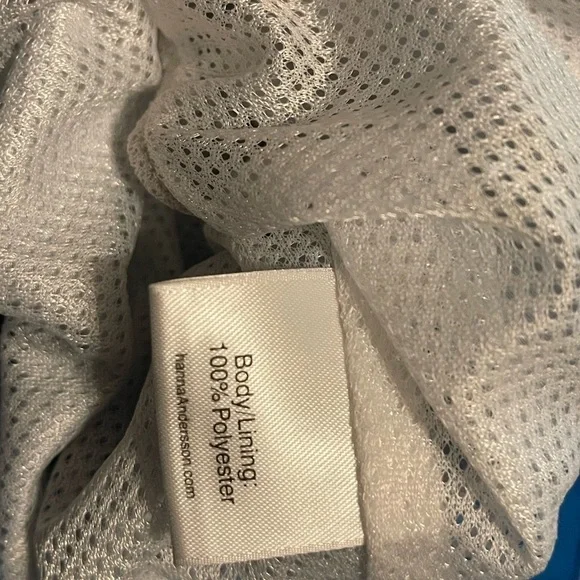 Body/Lining:
100% Polyester
hannaAndersson.com